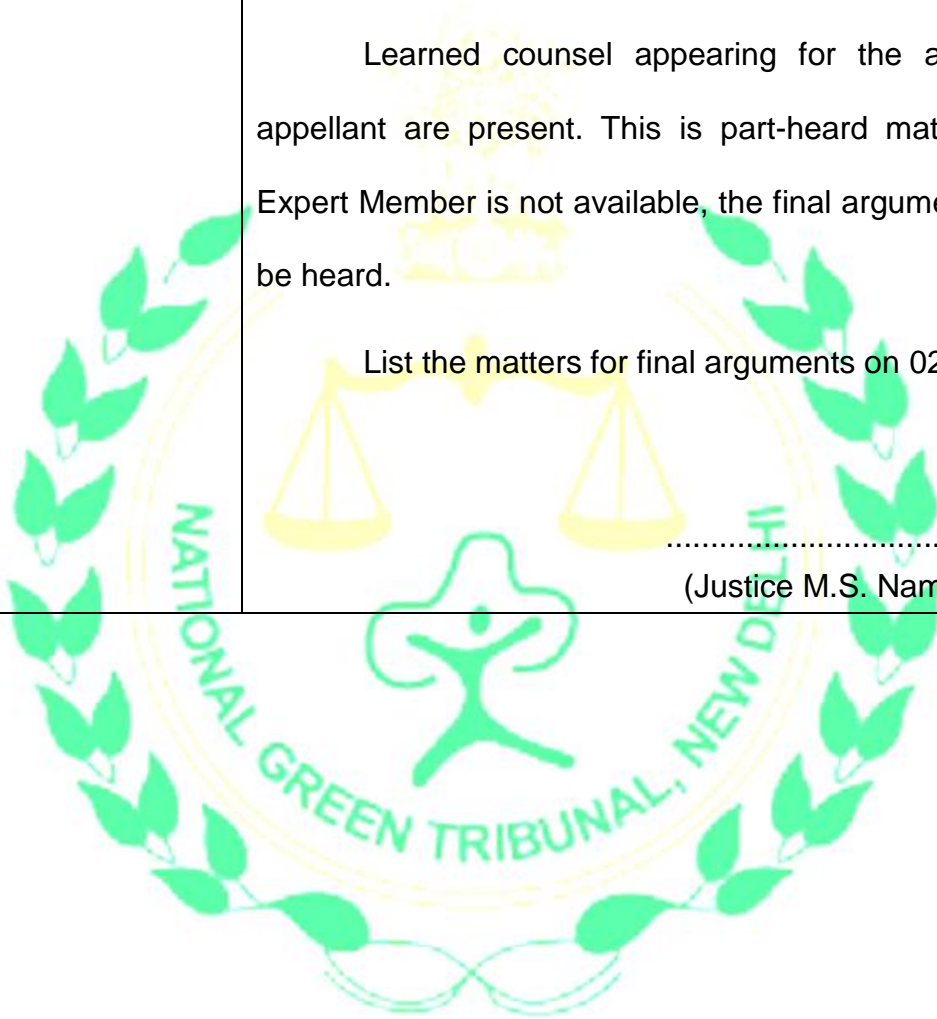 Learned counsel appearing for the a
appellant are present. This is part-heard mat
Expert Member is not available, the final argume
be heard.
List the matters for final arguments on 02
..............................
(Justice M.S. Nam
NATIONAL GREEN TRIBUNAL, NEW DELHI